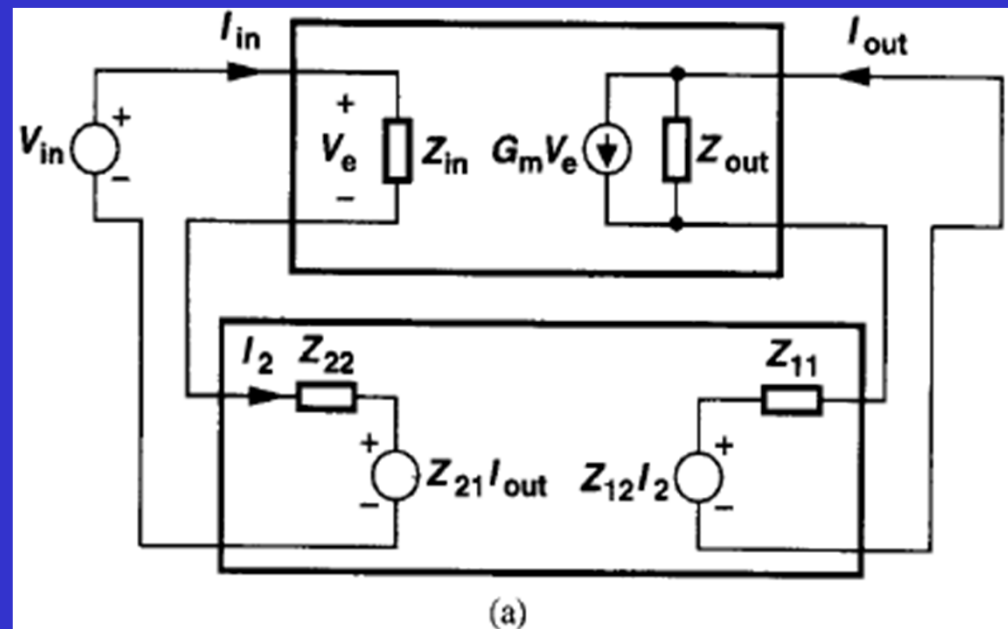 I_in I_out
V_in + − + V_e − Z_in G_mV_e Z_out
I_2 Z_22 Z_11
+ − Z_21I_out Z_12I_2 + −
(a)